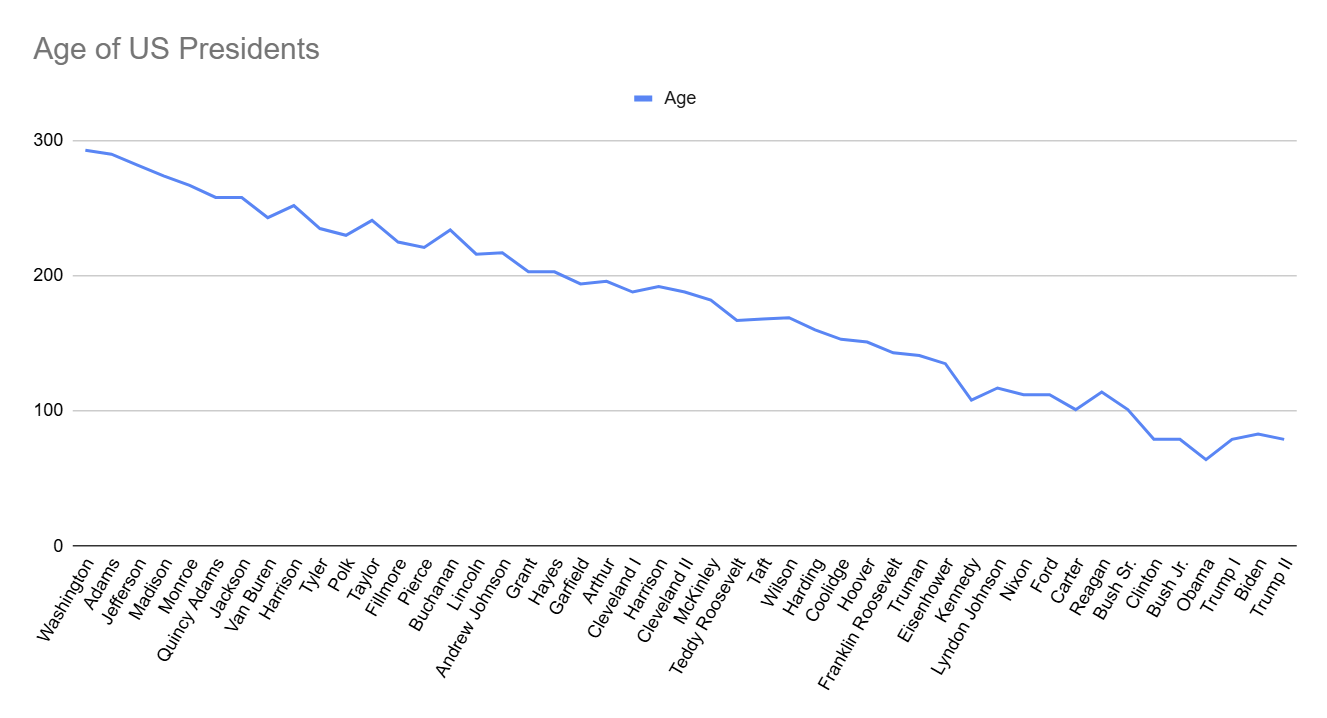 Age of US Presidents
Age
300
200
100
0
Washington
Adams
Jefferson
Madison
Monroe
Quincy Adams
Jackson
Van Buren
Harrison
Tyler
Polk
Taylor
Fillmore
Pierce
Buchanan
Lincoln
Andrew Johnson
Grant
Hayes
Garfield
Arthur
Cleveland I
Harrison
Cleveland II
McKinley
Teddy Roosevelt
Taft
Wilson
Harding
Coolidge
Hoover
Franklin Roosevelt
Truman
Eisenhower
Kennedy
Lyndon Johnson
Nixon
Ford
Carter
Reagan
Bush Sr.
Clinton
Bush Jr.
Obama
Trump I
Biden
Trump II